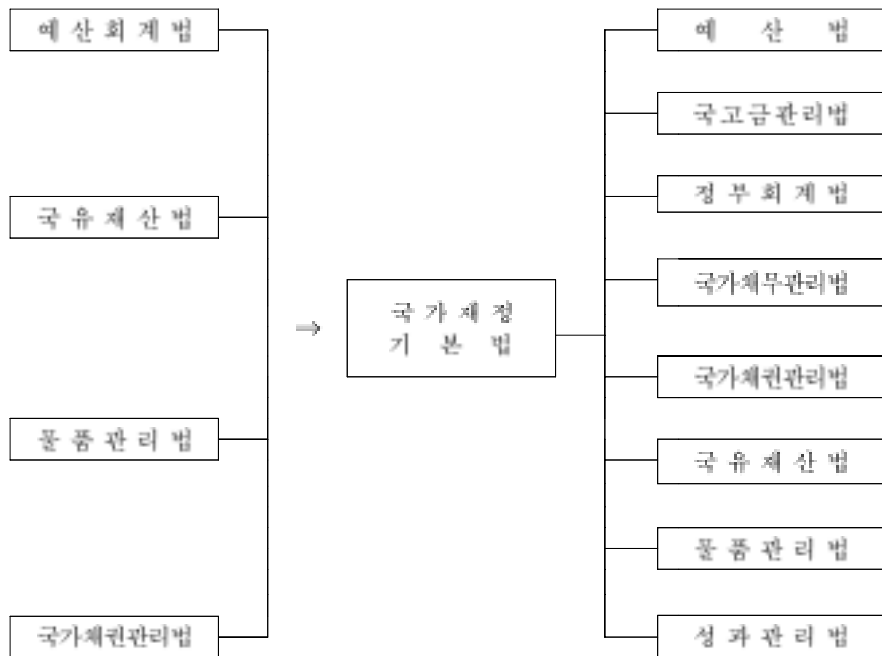 예산회계법
국유재산법
물품관리법
국가채권관리법
⇒
국가재정
기본법
예산법
국고금관리법
정부회계법
국가채무관리법
국가채권관리법
국유재산법
물품관리법
성과관리법